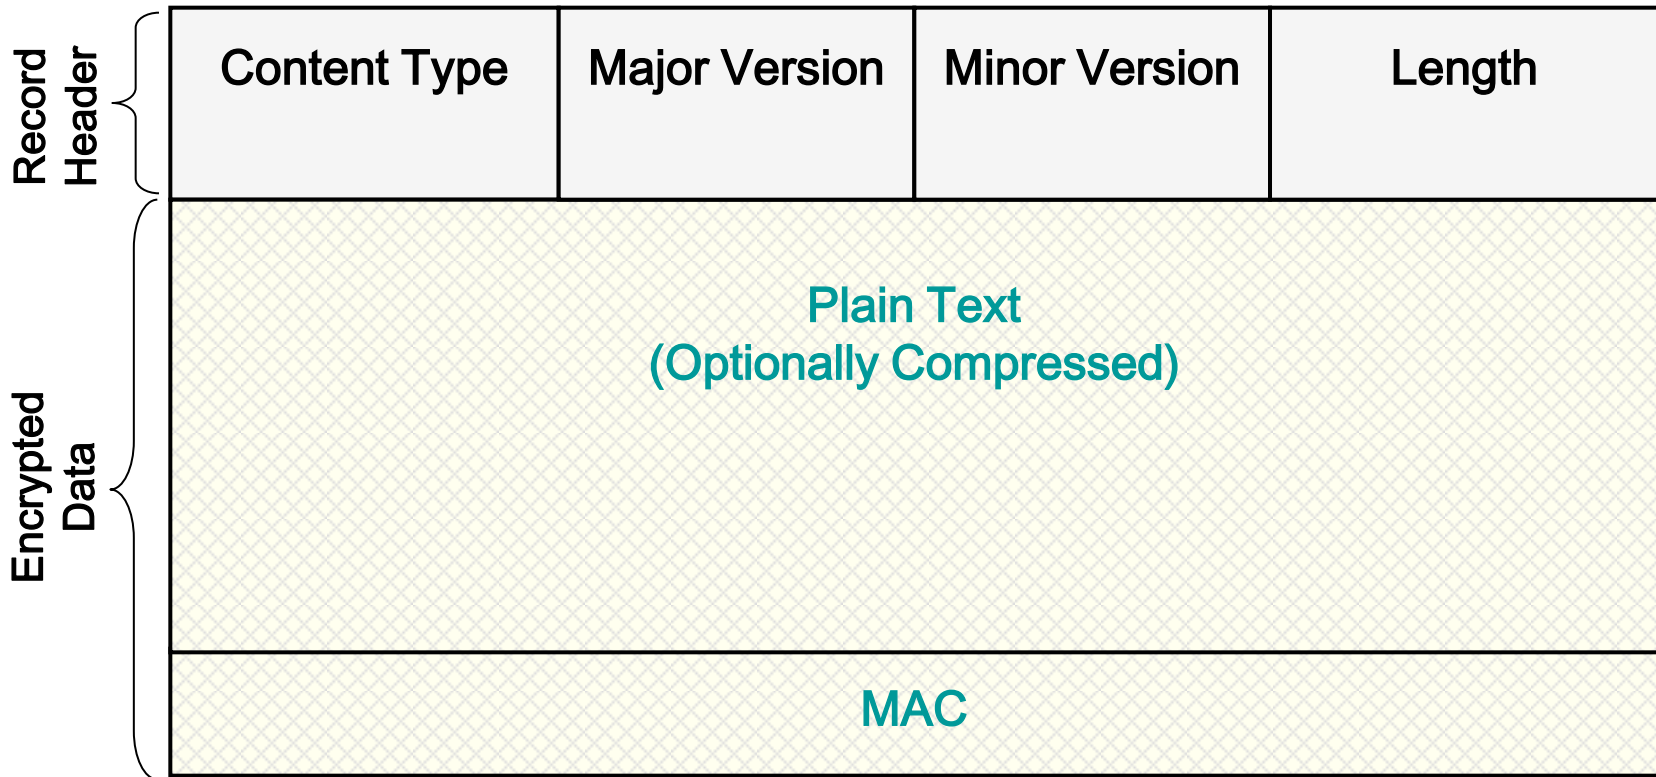 Record
Header
Content Type
Major Version
Minor Version
Length
Encrypted
Data
Plain Text
(Optionally Compressed)
MAC